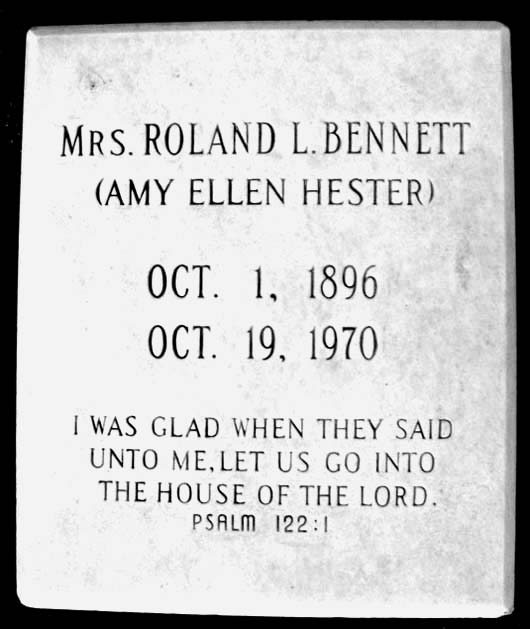 Mrs. ROLAND L. BENNETT
(AMY ELLEN HESTER)
OCT. 1, 1896
OCT. 19, 1970
I WAS GLAD WHEN THEY SAID
UNTO ME, LET US GO INTO
THE HOUSE OF THE LORD.
PSALM 122:1